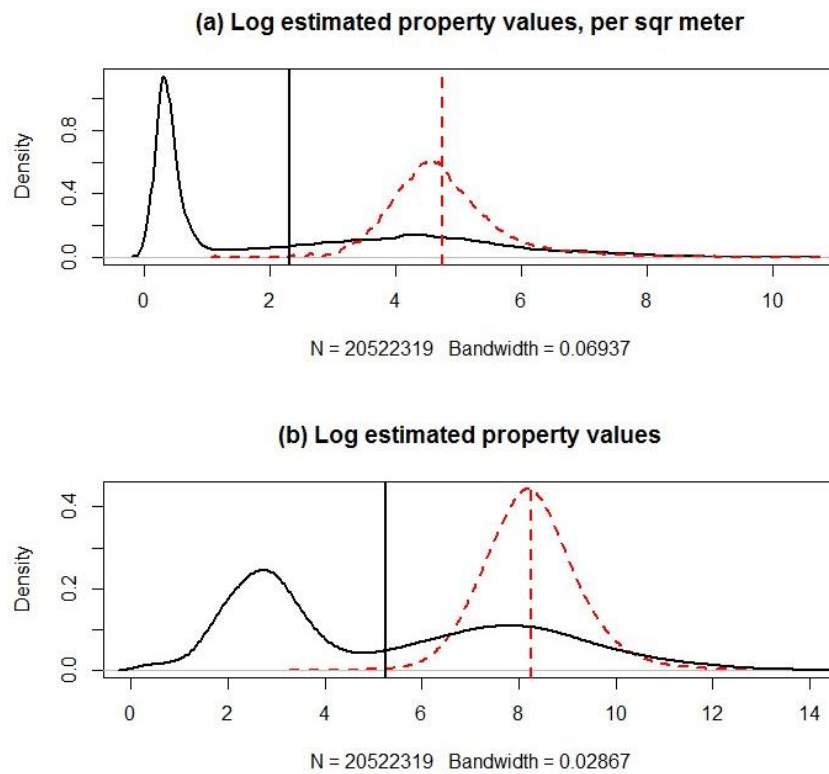 (a) Log estimated property values, per sqr meter
Density
0.0 0.4 0.8
0 2 4 6 8 10
N = 20522319 Bandwidth = 0.06937
(b) Log estimated property values
Density
0.0 0.2 0.4
0 2 4 6 8 10 12 14
N = 20522319 Bandwidth = 0.02867